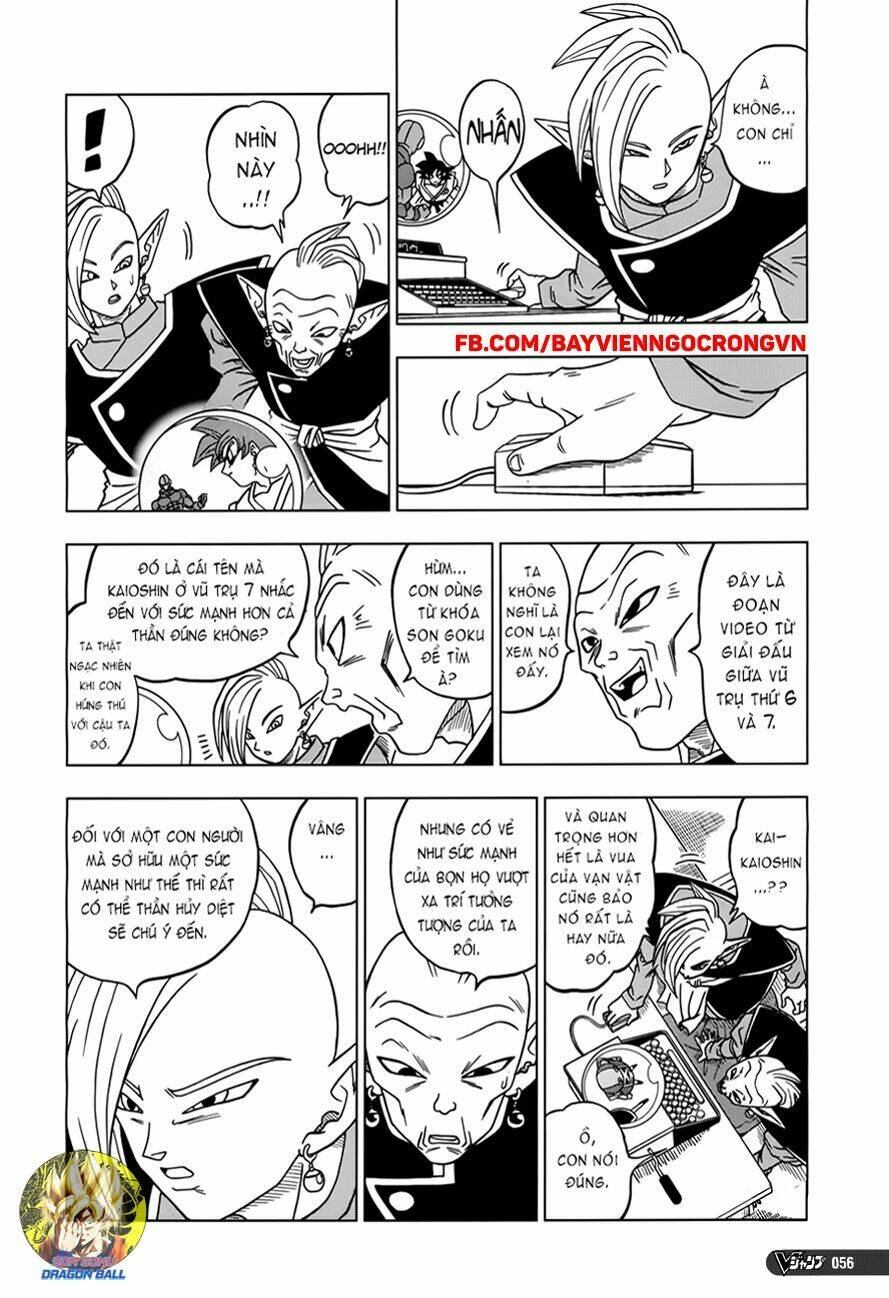 À
KHÔNG...
CON CHỈ
...
NHẤN
OOOHH!!
NHÌN
NÀY
..!!
!
FB.COM/BAYVIENNGOCRONGVN
ĐÂY LÀ
ĐOẠN
VIDEO TỪ
GIẢI ĐẤU
GIỮA VŨ
TRỤ THỨ 6
VÀ 7.
TA
KHÔNG
NGHĨ LÀ
CON LẠI
XEM NÓ
ĐẤY.
HÙM...
CON DÙNG
TỪ KHÓA
SON GOKU
ĐỂ TÌM
À?
ĐÓ LÀ CÁI TÊN MÀ
KAIOSHIN Ở VŨ TRỤ 7 NHẮC
ĐẾN VỚI SỨC MẠNH HƠN CẢ
THẦN ĐÚNG KHÔNG?
TA THẬT
NGẠC NHIÊN
KHI CON
HỨNG THÚ
VỚI CẬU TA
ĐÓ.
KAI-
KAIOSHIN
...??
VÀ QUAN
TRỌNG HƠN
HẾT LÀ VUA
CỦA VẠN VẬT
CŨNG BẢO
NÓ RẤT LÀ
HAY NỮA
ĐÓ.
Ồ,
CON NÓI
ĐÚNG.
NHƯNG CÓ VẺ
NHƯ SỨC MẠNH
CỦA BỌN HỌ VƯỢT
XA TRÍ TƯỞNG
TƯỢNG CỦA TA
RỒI.
VÂNG
...
ĐỐI VỚI MỘT CON NGƯỜI
MÀ SỞ HỮU MỘT SỨC
MẠNH NHƯ THẾ THÌ RẤT
CÓ THỂ THẦN HỦY DIỆT
SẼ CHÚ Ý ĐẾN.
SON GOKU
DRAGON BALL
Vジャンプ 056